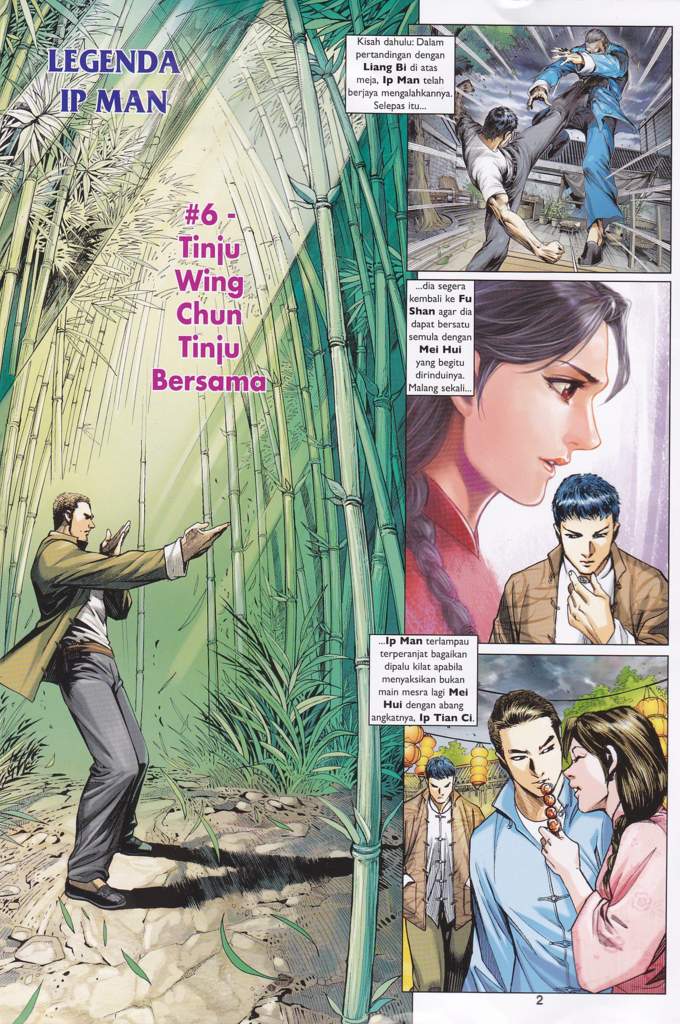 LEGENDA
IP MAN
#6 -
Tinju
Wing
Chun
Tinju
Bersama
Kisah dahulu: Dalam
pertandingan dengan
Liang Bi di atas
meja, Ip Man telah
berjaya mengalahkannya.
Selepas itu...
...dia segera
kembali ke Fu
Shan agar dia
dapat bersatu
semula dengan
Mei Hui
yang begitu
dirinduinya.
Malang sekali...
...Ip Man terlampau
terperanjat bagaikan
dipalu kilat apabila
menyaksikan bukan
main mesra lagi Mei
Hui dengan abang
angkatnya, Ip Tian Ci.
2